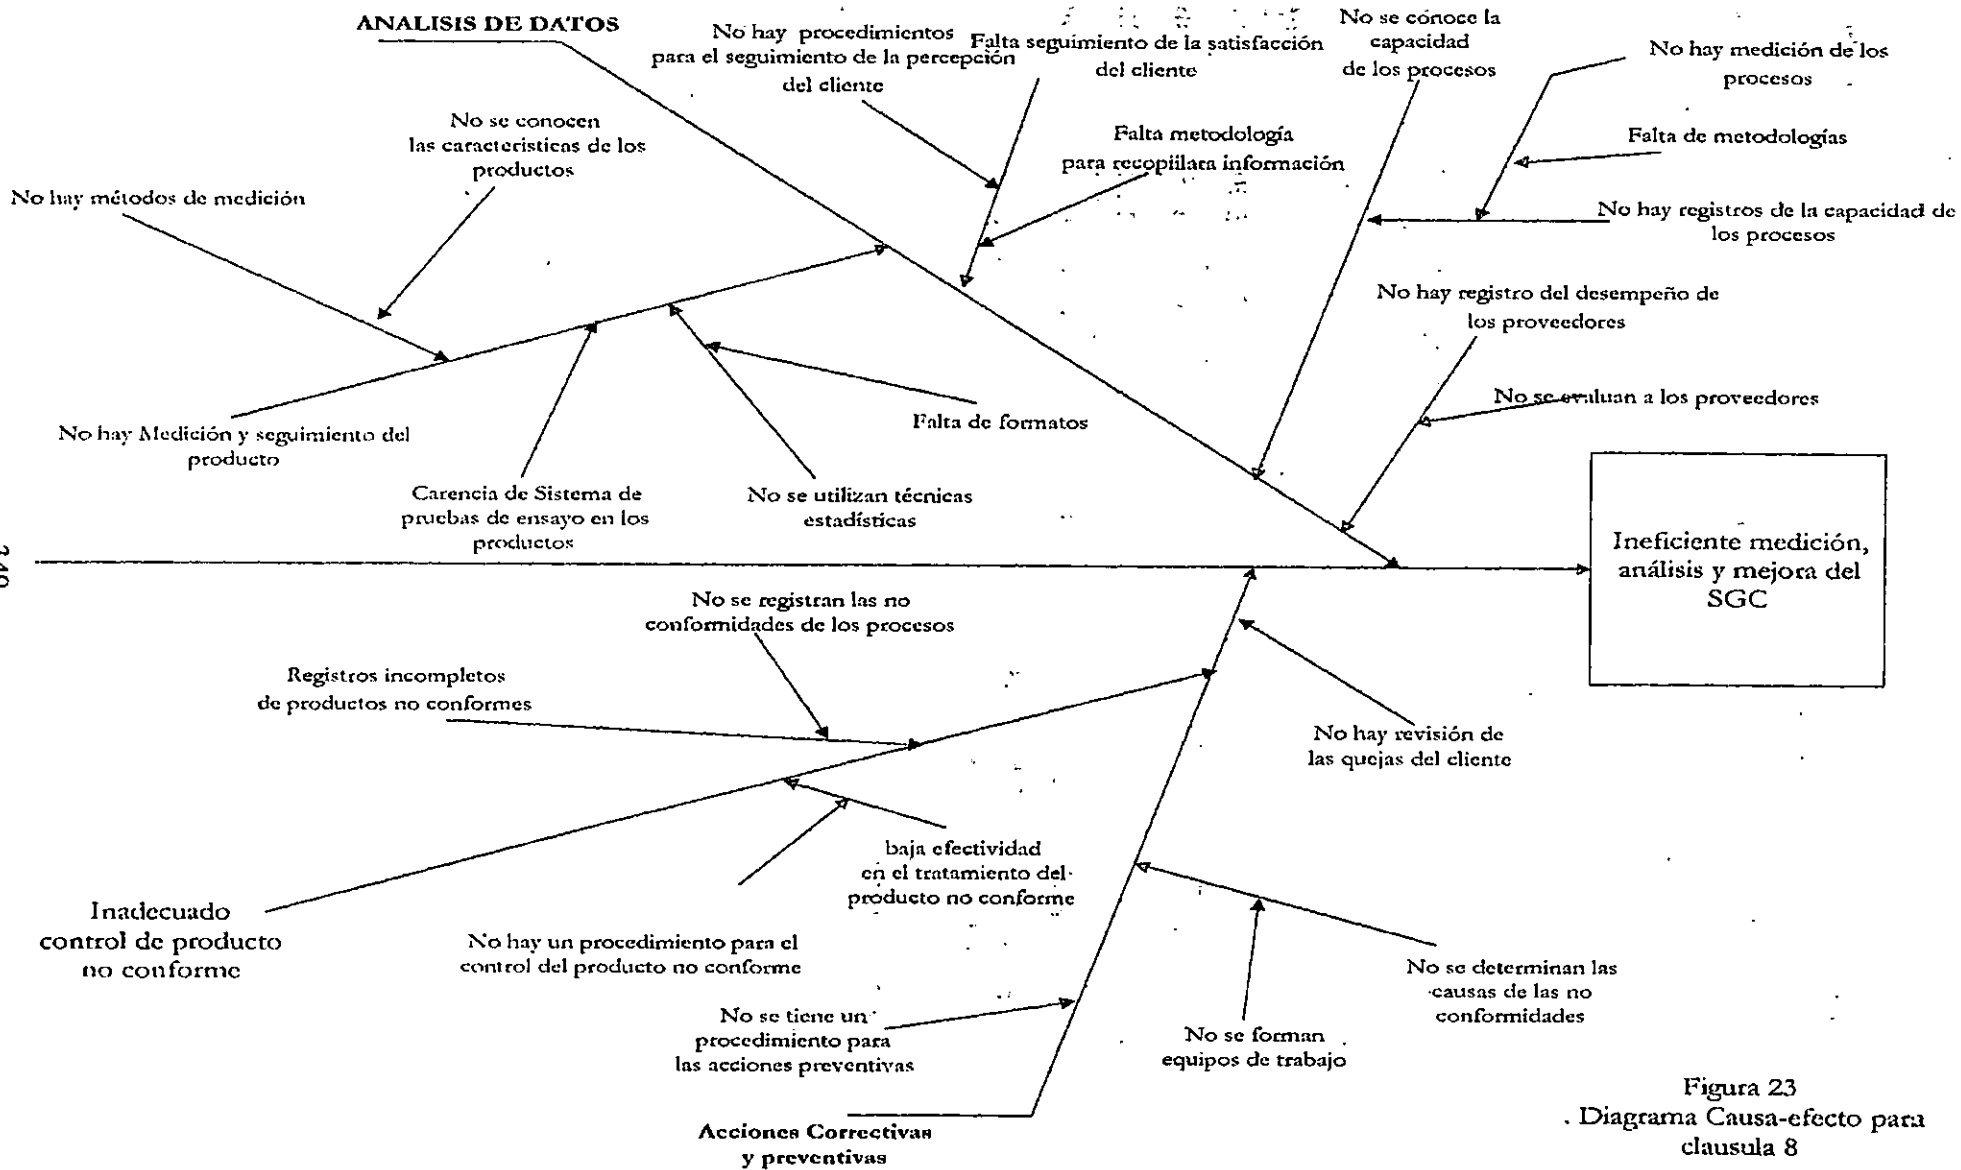 ANALISIS DE DATOS
No hay procedimientos
para el seguimiento de la percepción
del cliente
Falta seguimiento de la satisfacción
del cliente
No se conoce la
capacidad
de los procesos
No hay medición de los
procesos
No se conocen
las caracteristicas de los
productos
Falta metodología
para recopiilara información
Falta de metodologías
No hay métodos de medición
No hay registros de la capacidad de
los procesos
No hay registro del desempeño de
los proveedores
No se evaluan a los proveedores
No hay Medición y seguimiento del
producto
Falta de formatos
Carencia de Sistema de
pruebas de ensayo en los
productos
No se utilizan técnicas
estadísticas
Ineficiente medición,
análisis y mejora del
SGC
No se registran las no
conformidades de los procesos
Registros incompletos
de productos no conformes
No hay revisión de
las quejas del cliente
baja efectividad
en el tratamiento del
producto no conforme
Inadecuado
control de producto
no conforme
No hay un procedimiento para el
control del producto no conforme
No se determinan las
causas de las no
conformidades
No se tiene un
procedimiento para
las acciones preventivas
No se forman
equipos de trabajo
Acciones Correctivas
y preventivas
Figura 23
. Diagrama Causa-efecto para
clausula 8